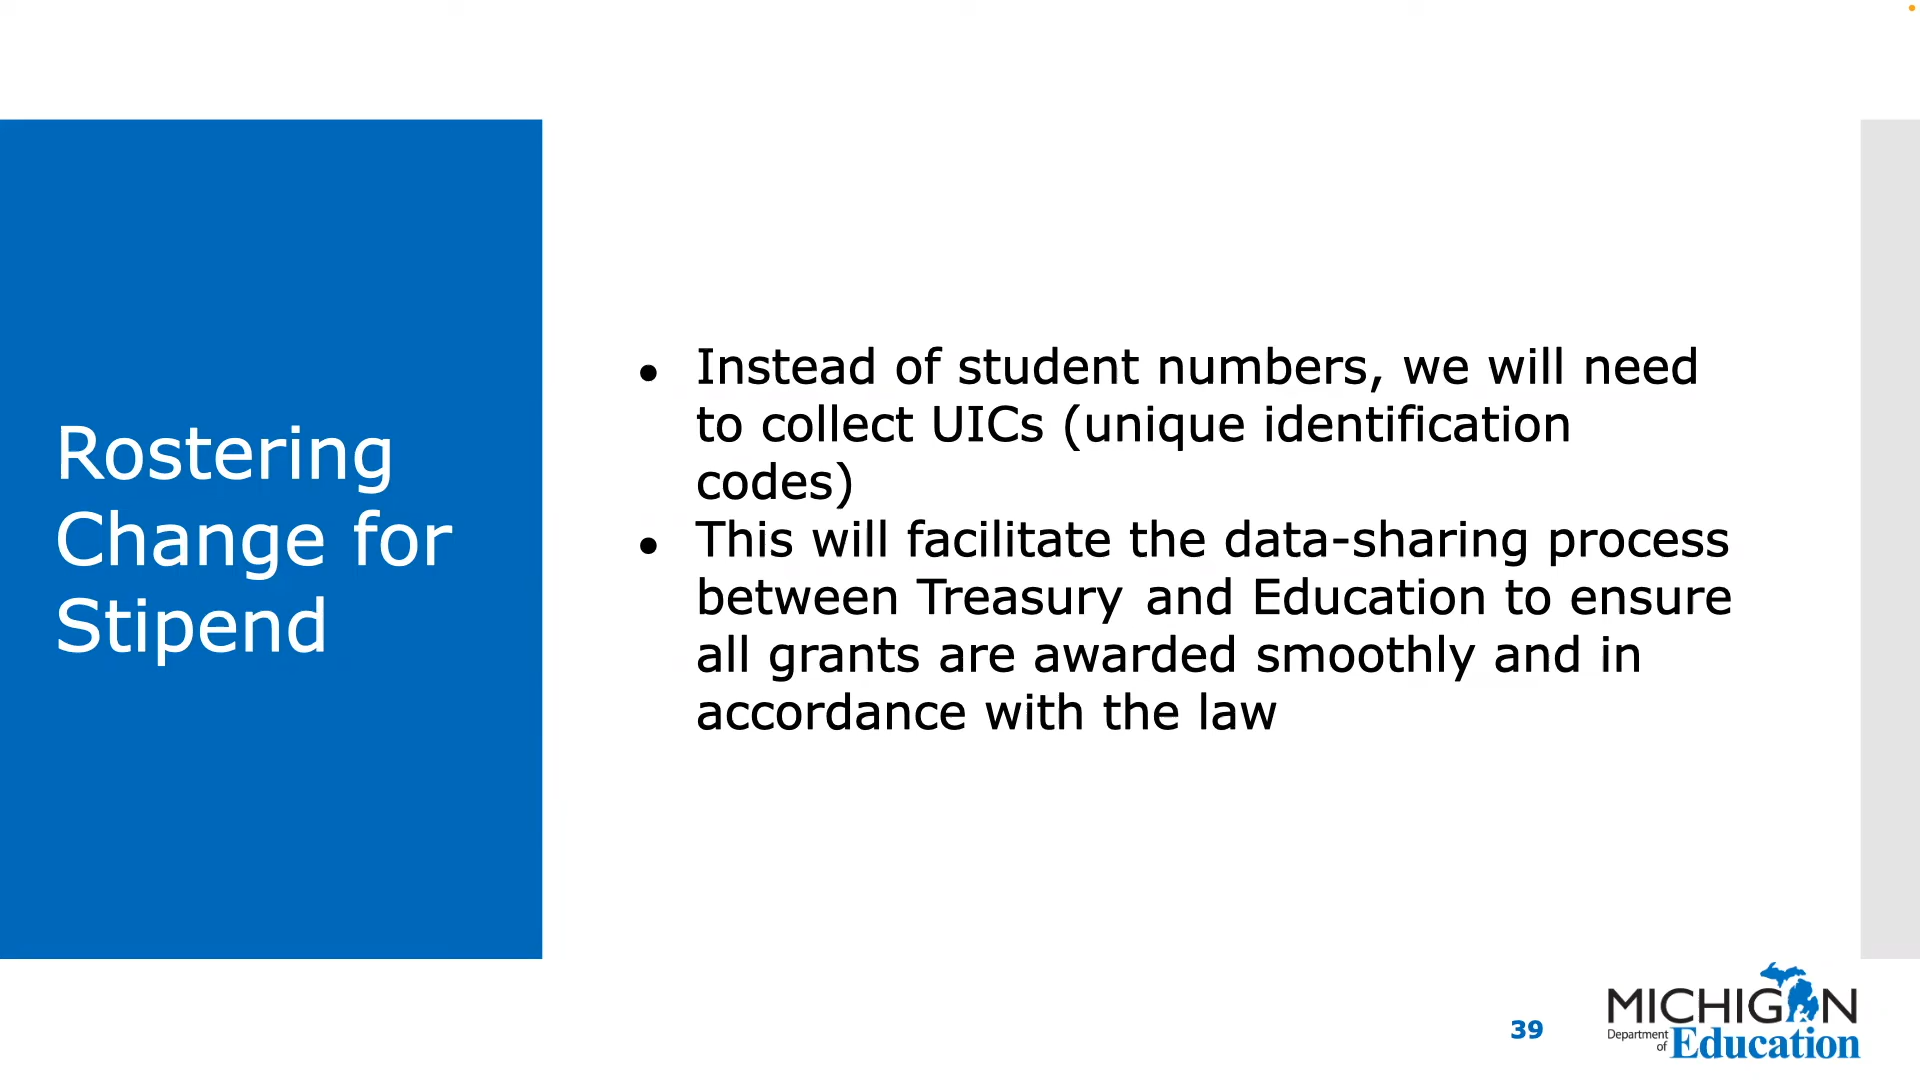 Rostering
Change for
Stipend
● Instead of student numbers, we will need
to collect UICs (unique identification
codes)
● This will facilitate the data-sharing process
between Treasury and Education to ensure
all grants are awarded smoothly and in
accordance with the law
39
MICHIGAN
Department
of Education